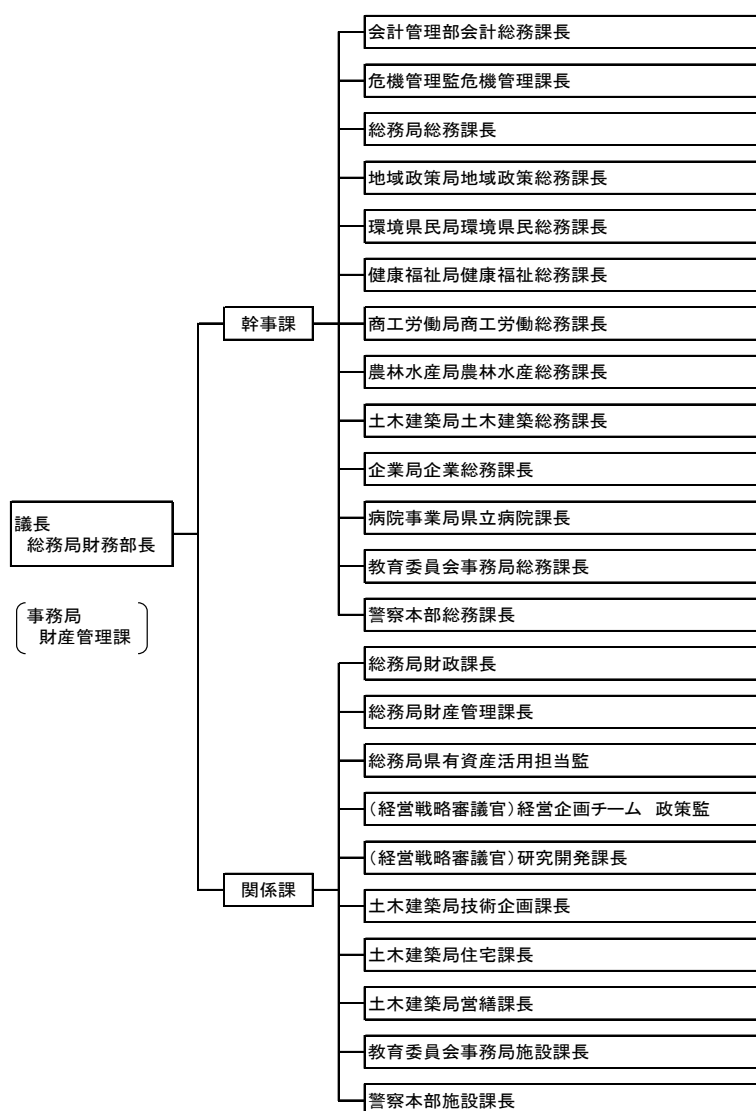 会計管理部会計総務課長
危機管理監危機管理課長
総務局総務課長
地域政策局地域政策総務課長
環境県民局環境県民総務課長
健康福祉局健康福祉総務課長
幹事課
商工労働局商工労働総務課長
農林水産局農林水産総務課長
土木建築局土木建築総務課長
企業局企業総務課長
病院事業局県立病院課長
議長
総務局財務部長
教育委員会事務局総務課長
警察本部総務課長
事務局
財産管理課
総務局財政課長
総務局財産管理課長
総務局県有資産活用担当監
(経営戦略審議官)経営企画チーム 政策監
(経営戦略審議官)研究開発課長
関係課
土木建築局技術企画課長
土木建築局住宅課長
土木建築局営繕課長
教育委員会事務局施設課長
警察本部施設課長